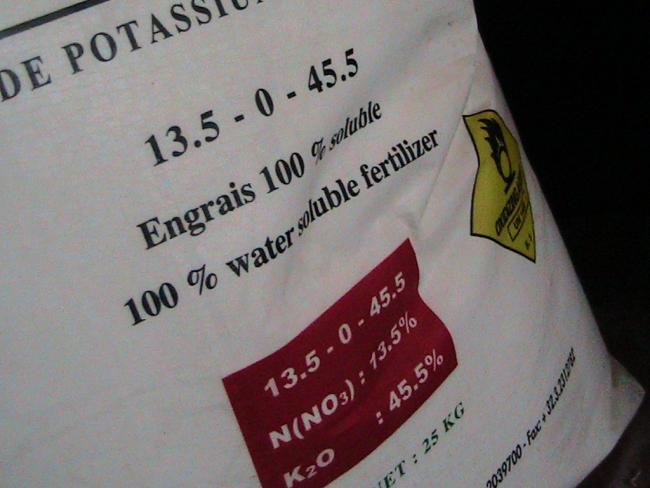 DE POTASSIU
13.5 - 0 - 45.5
Engrais 100 % soluble
100 % water soluble fertilizer
13.5 - 0 - 45.5
N(NO3) : 13.5%
K2O : 45.5%
NET : 25 KG